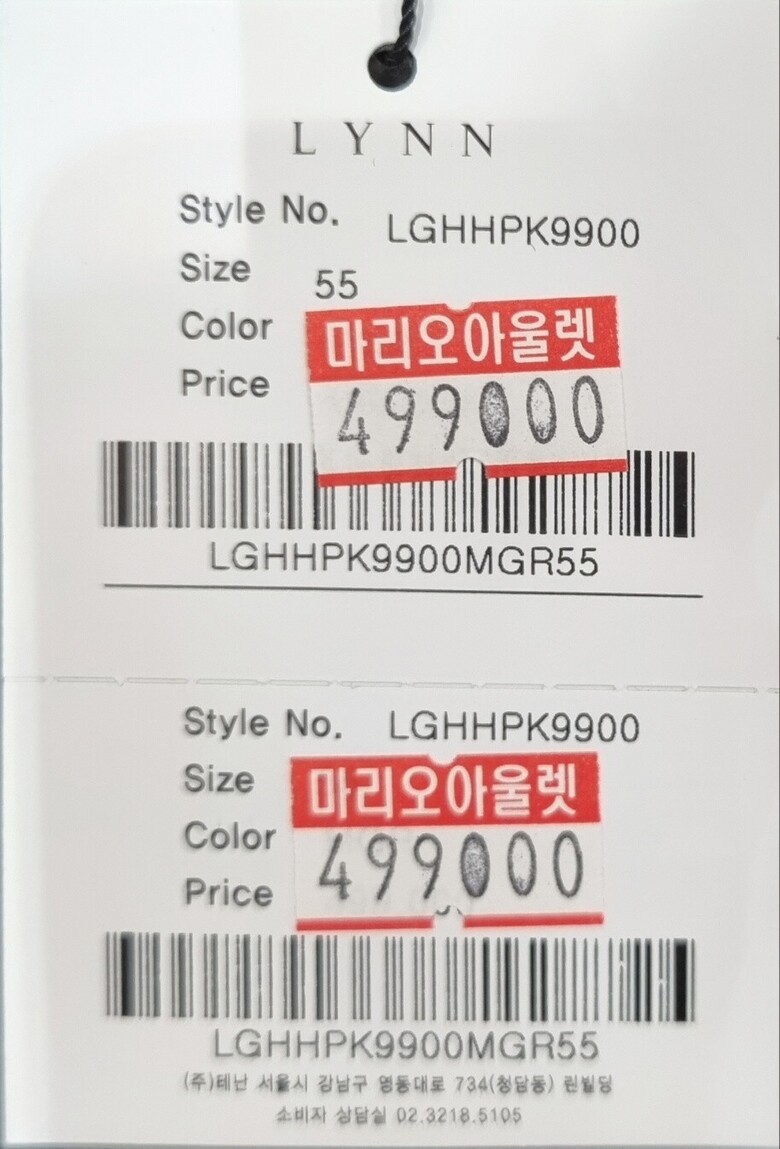 LYNN
Style No. LGHHPK9900
Size 55
Color 마리오아울렛
Price 499000
LGHHPK9900MGR55
Style No. LGHHPK9900
Size 마리오아울렛
Color 499000
Price
LGHHPK9900MGR55
(주)테난 서울시 강남구 영동대로 734(청담동) 린빌딩
소비자 상담실 02.3218.5105